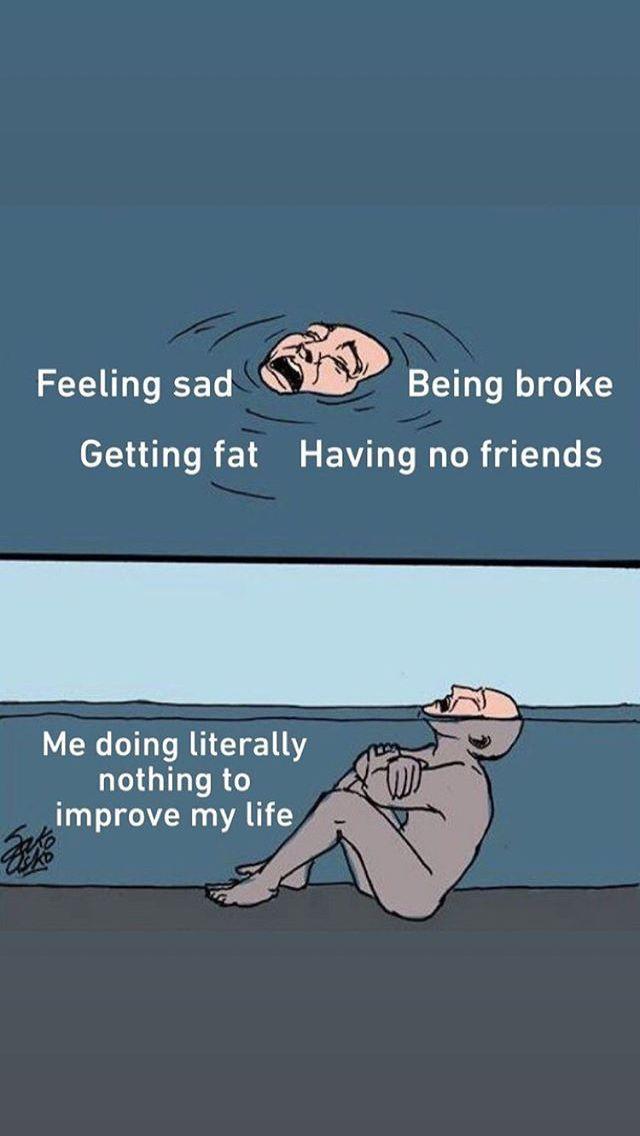 Feeling sad Being broke
Getting fat Having no friends
Me doing literally
nothing to
improve my life